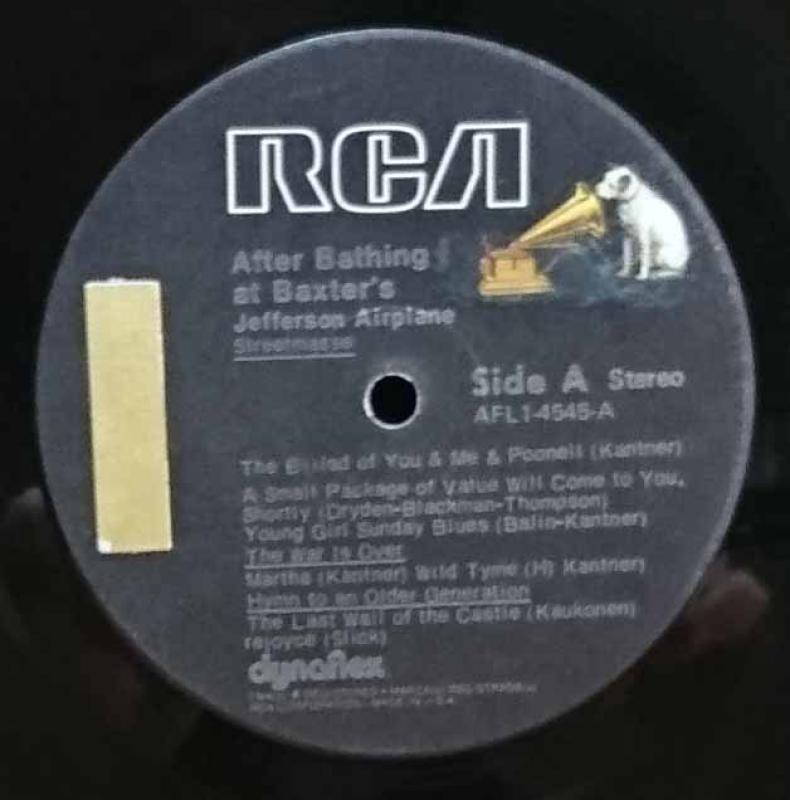 RCA
After Bathing
at Baxter's
Jefferson Airplane
Streetmasse
Side A Stereo
AFL1-4545-A
The Ballad of You & Me & Pooneil (Kantner)
A Small Package of Value Will Come to You,
Shortly (Dryden-Blackman-Thompson)
Young Girl Sunday Blues (Balin-Kantner)
The War Is Over
Martha (Kantner) Wild Tyme (H) Kantner)
Hymn to an Older Generation
The Last Wall of the Castle (Kaukonen)
rejoyce (Slick)
dynaflex